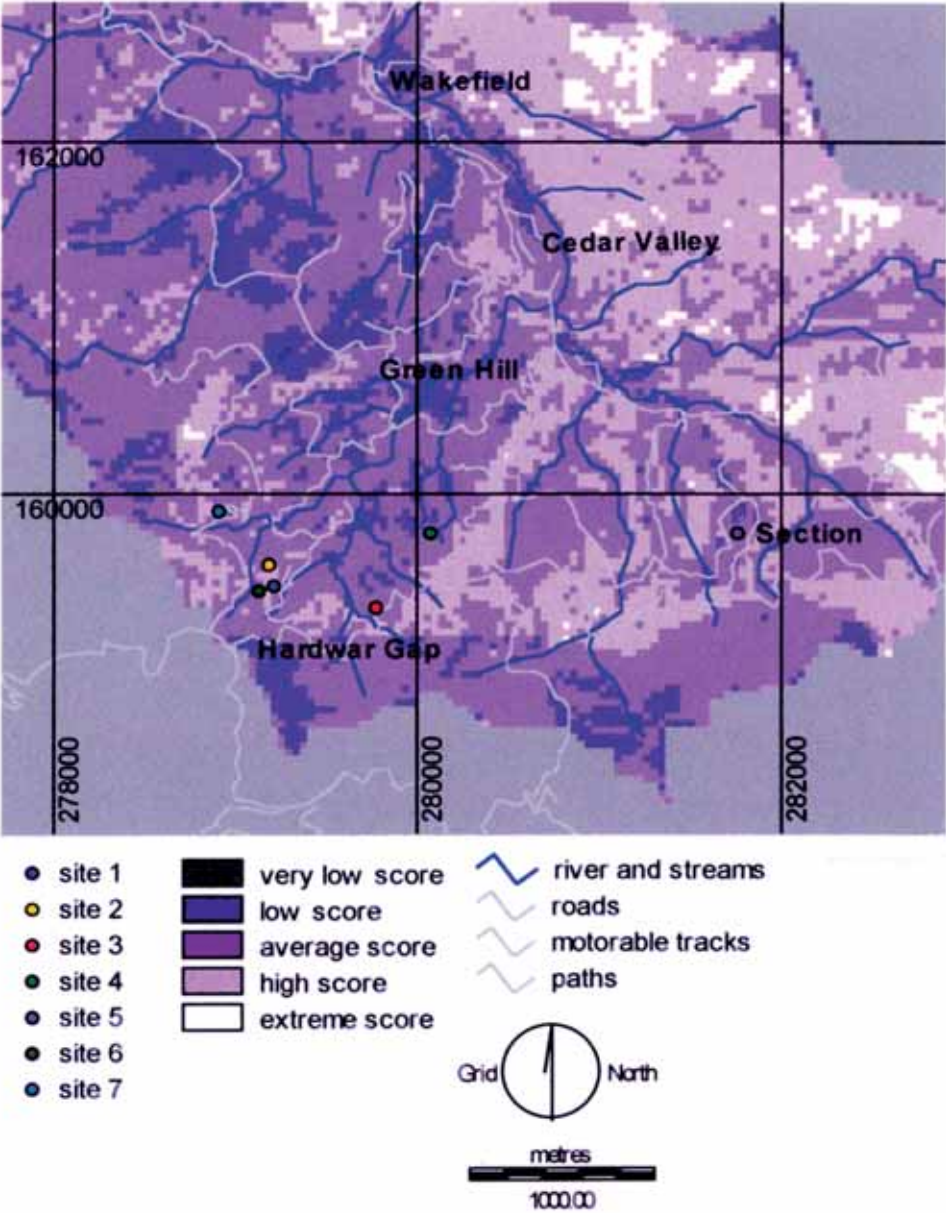 Wakefield
162000
Cedar Valley
Green Hill
160000
Section
Hardwar Gap
278000
280000
282000
site 1
site 2
site 3
site 4
site 5
site 6
site 7
very low score
low score
average score
high score
extreme score
river and streams
roads
motorable tracks
paths
Grid North
metres
1000.00